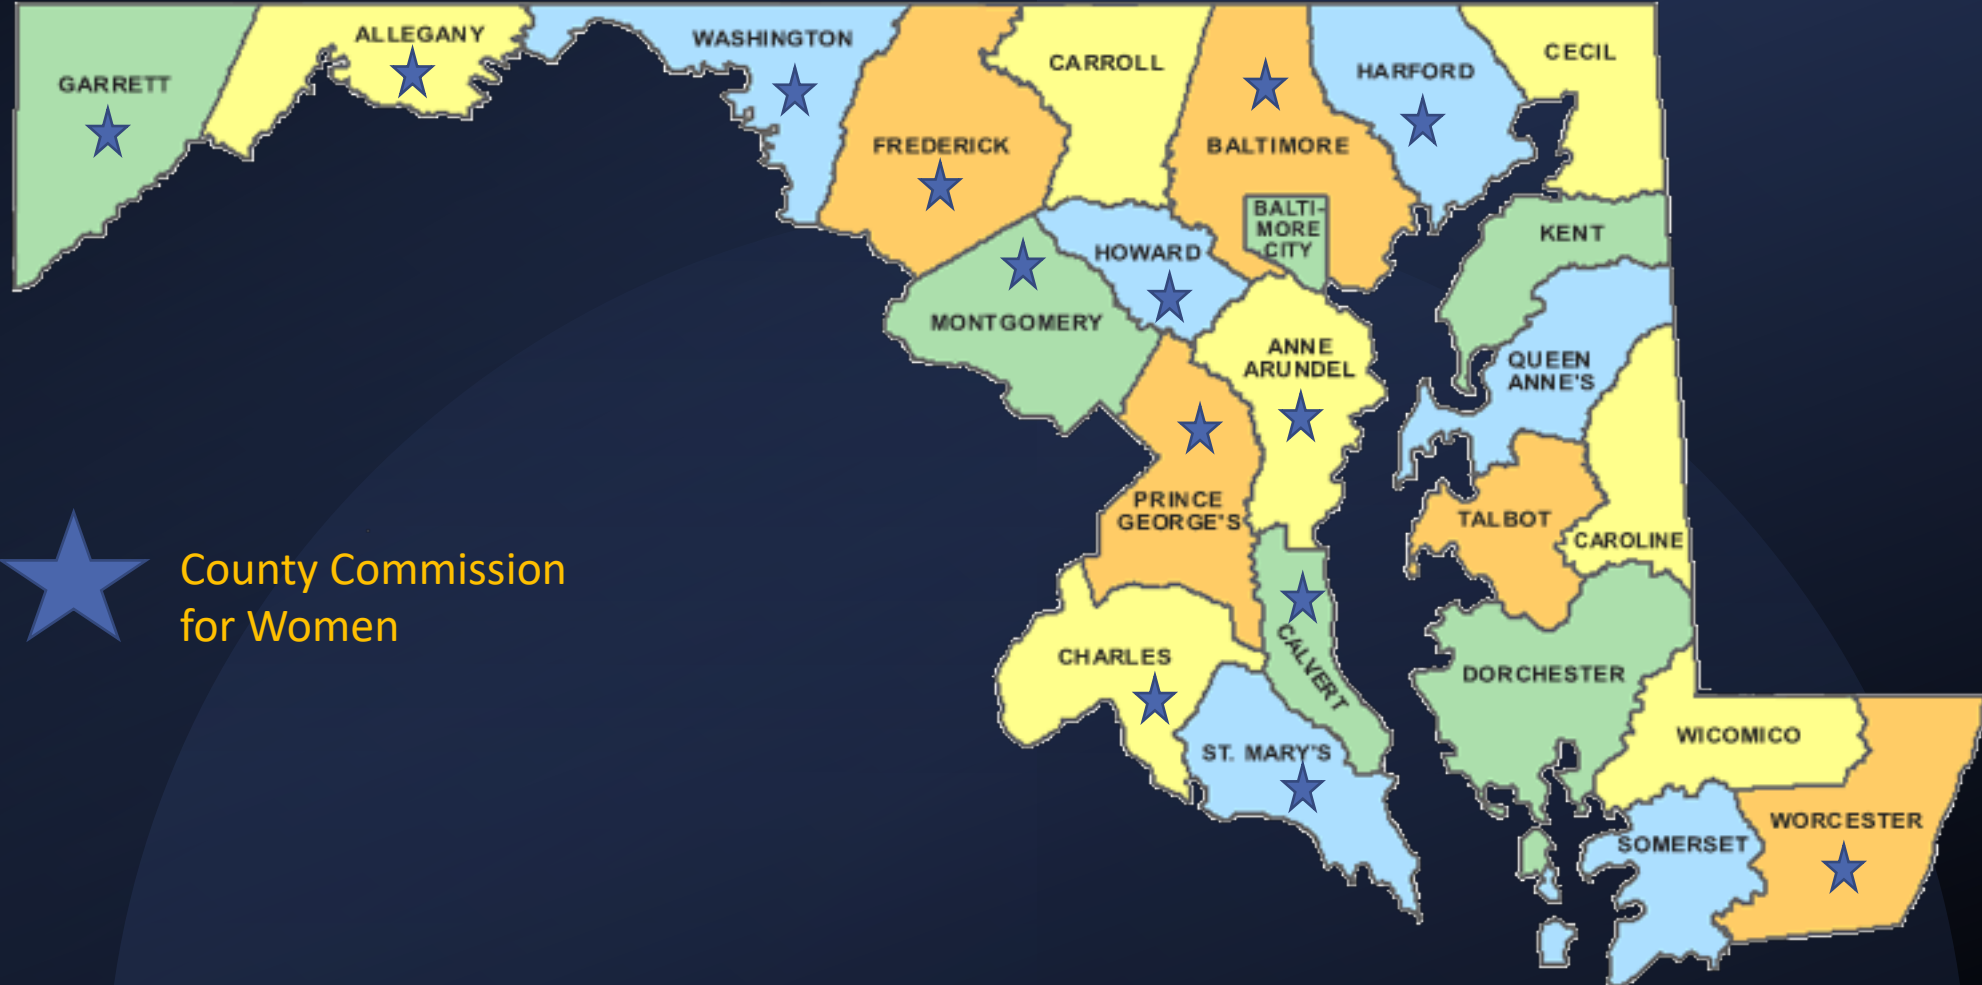 GARRETT
ALLEGANY
WASHINGTON
FREDERICK
CARROLL
BALTIMORE
BALTI-
MORE
CITY
HARFORD
CECIL
KENT
HOWARD
MONTGOMERY
ANNE
ARUNDEL
QUEEN
ANNE'S
PRINCE
GEORGE'S
TALBOT
CAROLINE
County Commission
for Women
CHARLES
CALVERT
DORCHESTER
ST. MARY'S
WICOMICO
WORCESTER
SOMERSET